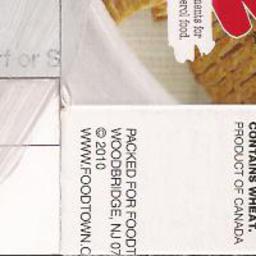 rt or S
ments for
erol food.
CONTAINS WHEAT.
PRODUCT OF CANADA
PACKED FOR FOODT
WOODBRIDGE, NJ 07
© 2010
WWW.FOODTOWN.C